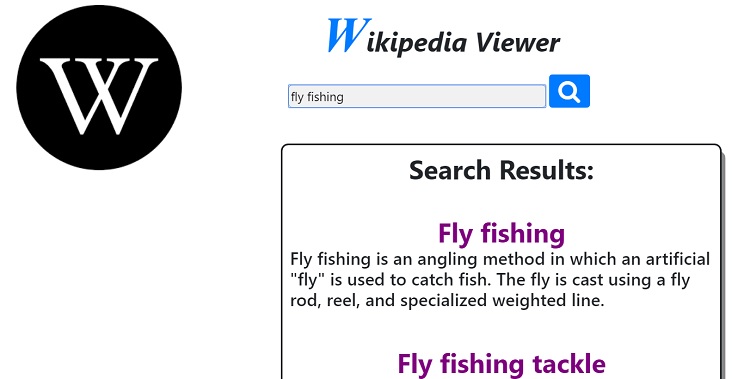 W
Wikipedia Viewer
fly fishing
Search Results:
Fly fishing
Fly fishing is an angling method in which an artificial
"fly" is used to catch fish. The fly is cast using a fly
rod, reel, and specialized weighted line.
Fly fishing tackle